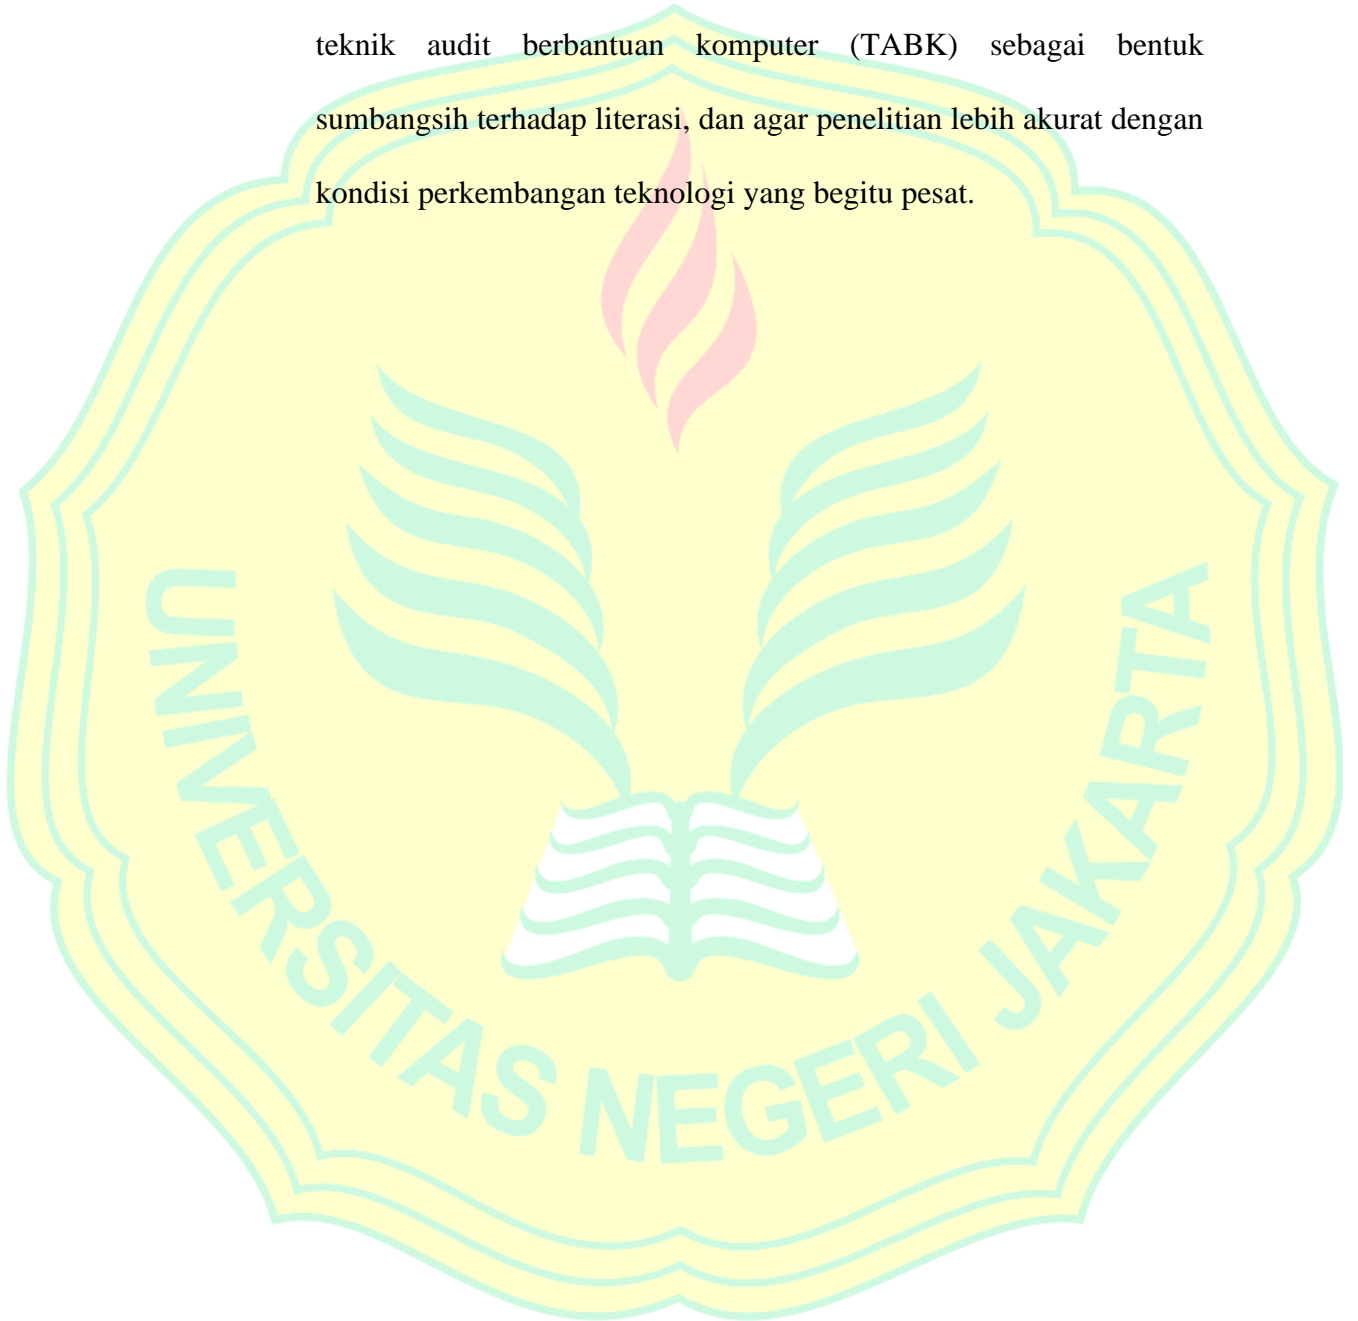 teknik audit berbantuan komputer (TABK) sebagai bentuk
sumbangsih terhadap literasi, dan agar penelitian lebih akurat dengan
kondisi perkembangan teknologi yang begitu pesat.
UNIVERSITAS NEGERI JAKARTA